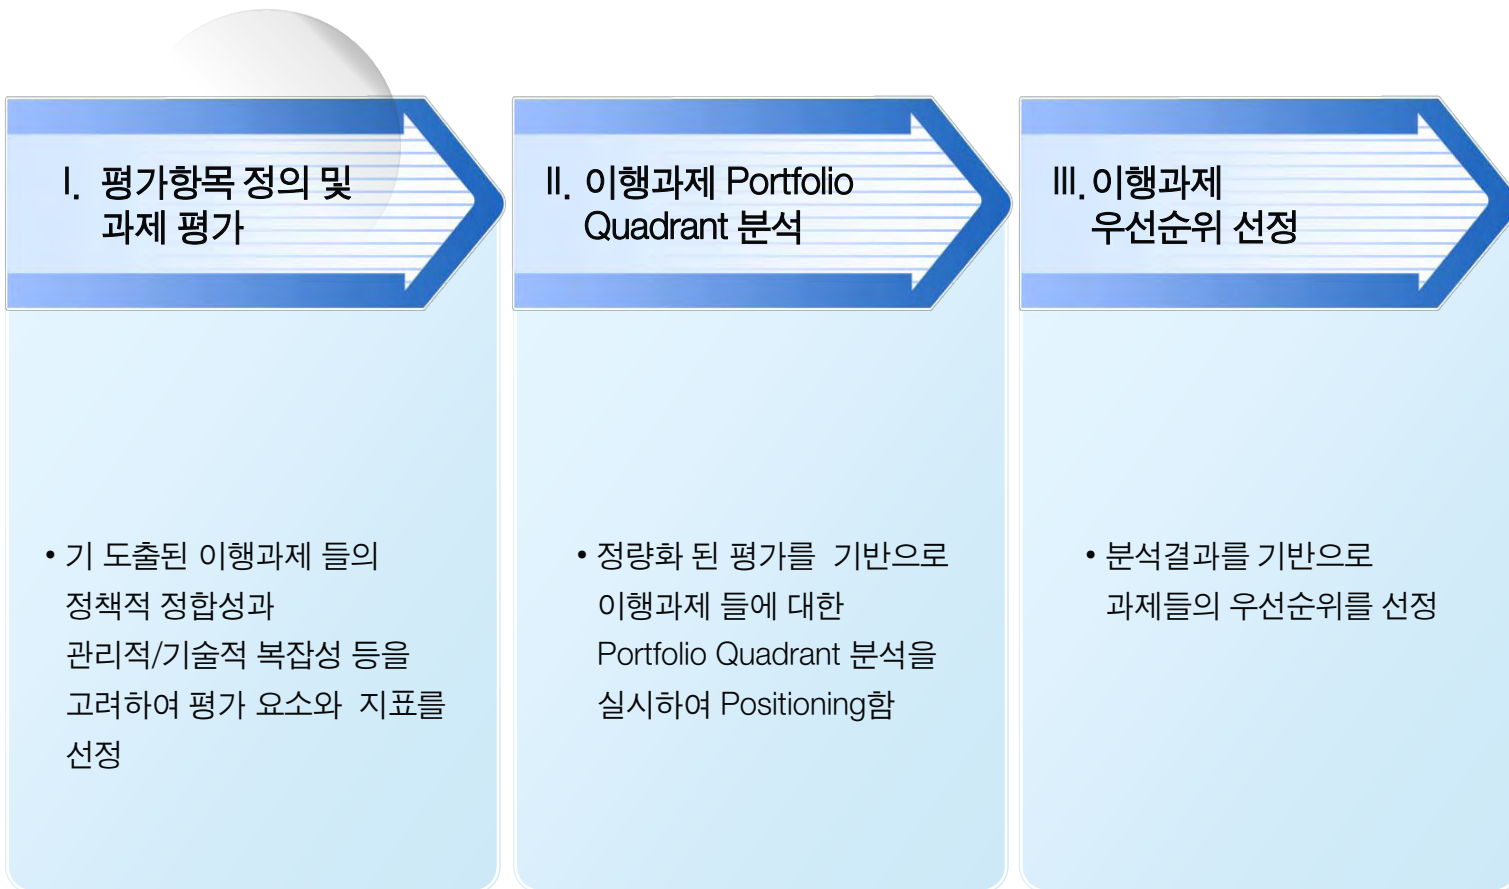 Ⅰ. 평가항목 정의 및
과제 평가
• 기 도출된 이행과제 들의
정책적 정합성과
관리적/기술적 복잡성 등을
고려하여 평가 요소와 지표를
선정
Ⅱ. 이행과제 Portfolio
Quadrant 분석
• 정량화 된 평가를 기반으로
이행과제 들에 대한
Portfolio Quadrant 분석을
실시하여 Positioning함
Ⅲ. 이행과제
우선순위 선정
• 분석결과를 기반으로
과제들의 우선순위를 선정